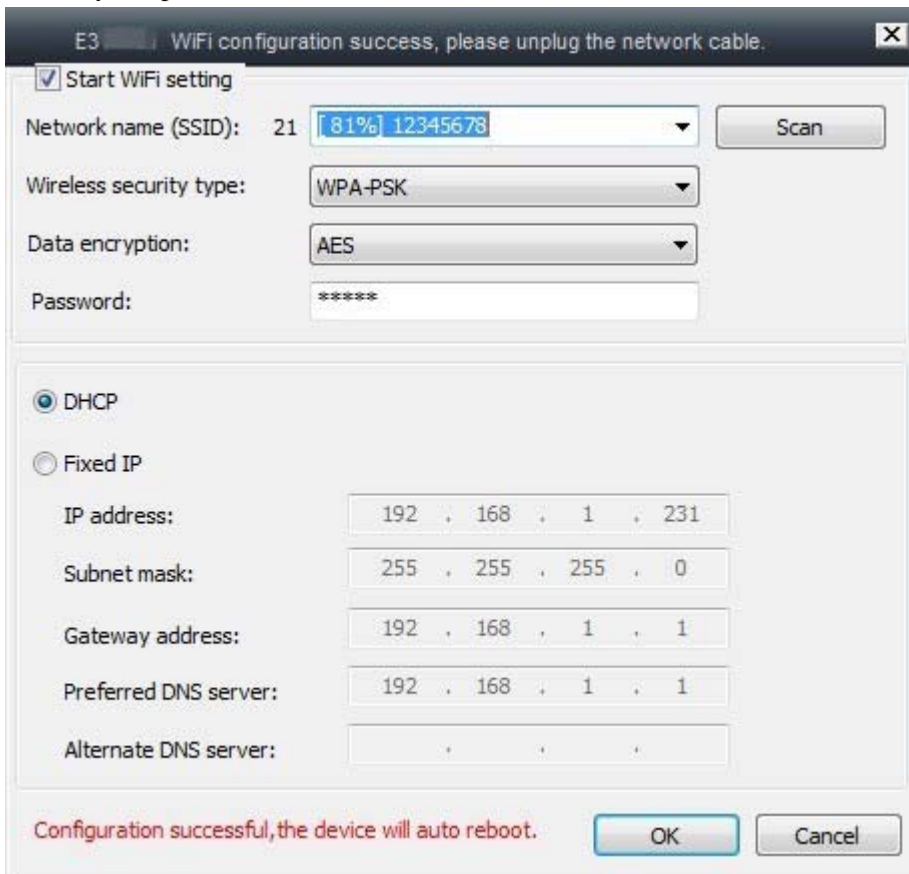 E3 WiFi configuration success, please unplug the network cable.
Start WiFi setting
Network name (SSID): 21 [ 81%] 12345678 Scan
Wireless security type: WPA-PSK
Data encryption: AES
Password: *****
DHCP
Fixed IP
IP address: 192 . 168 . 1 . 231
Subnet mask: 255 . 255 . 255 . 0
Gateway address: 192 . 168 . 1 . 1
Preferred DNS server: 192 . 168 . 1 . 1
Alternate DNS server: . . .
Configuration successful,the device will auto reboot. OK Cancel